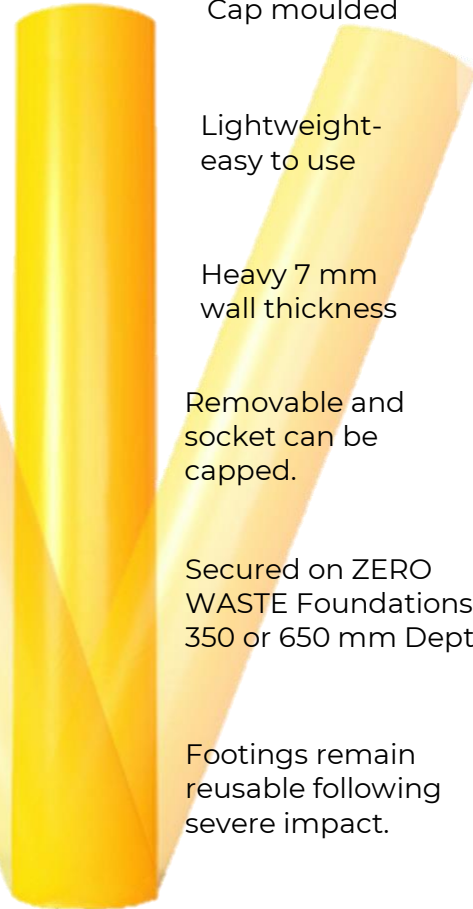 Cap moulded
Lightweight-
easy to use
Heavy 7 mm
wall thickness
Removable and
socket can be
capped.
Secured on ZERO
WASTE Foundations
350 or 650 mm Dept
Footings remain
reusable following
severe impact.